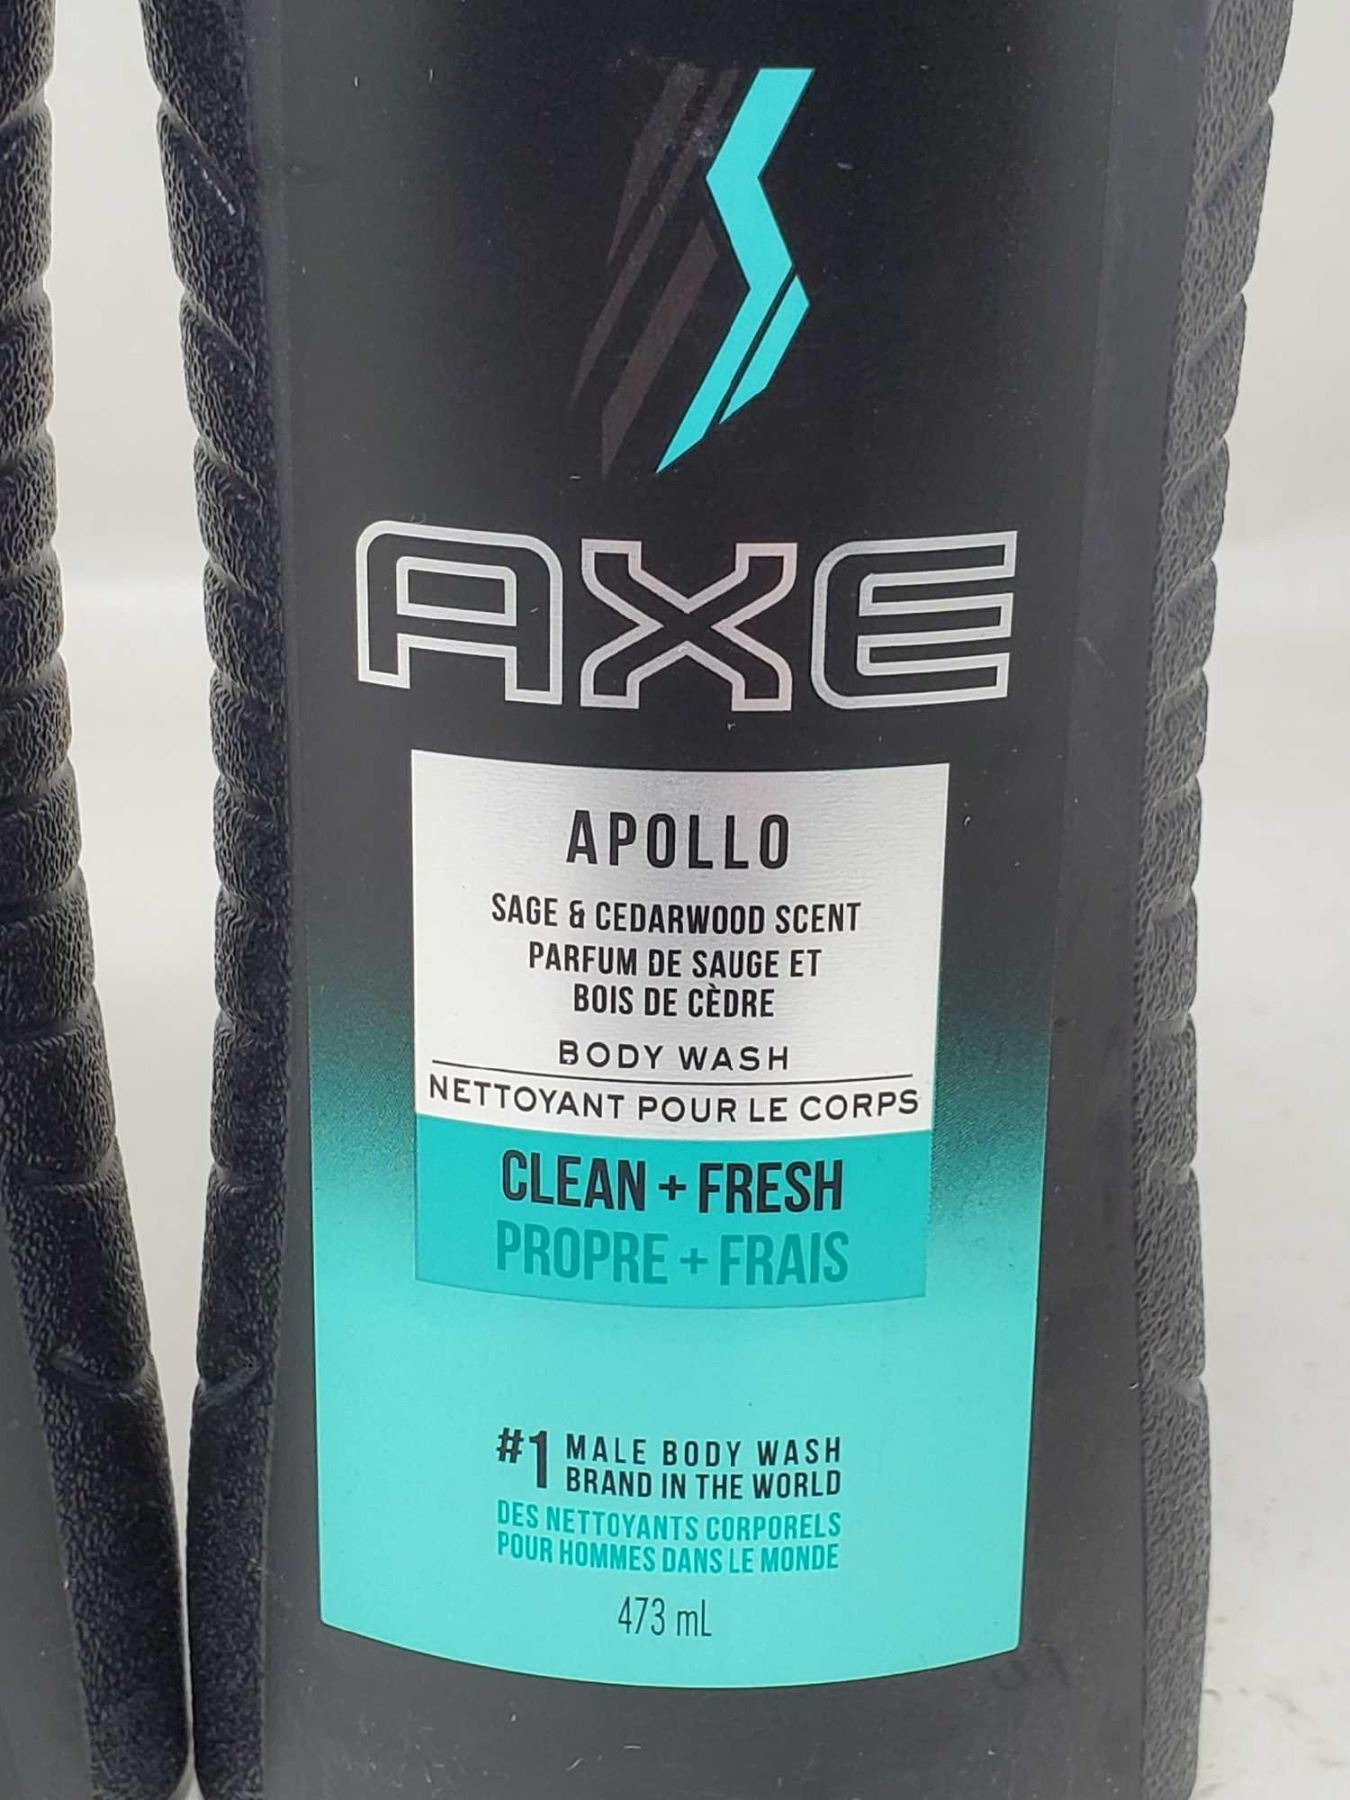 AXE
APOLLO
SAGE & CEDARWOOD SCENT
PARFUM DE SAUGE ET
BOIS DE CÈDRE
BODY WASH
NETTOYANT POUR LE CORPS
CLEAN + FRESH
PROPRE + FRAIS
#1 MALE BODY WASH
BRAND IN THE WORLD
DES NETTOYANTS CORPORELS
POUR HOMMES DANS LE MONDE
473 mL